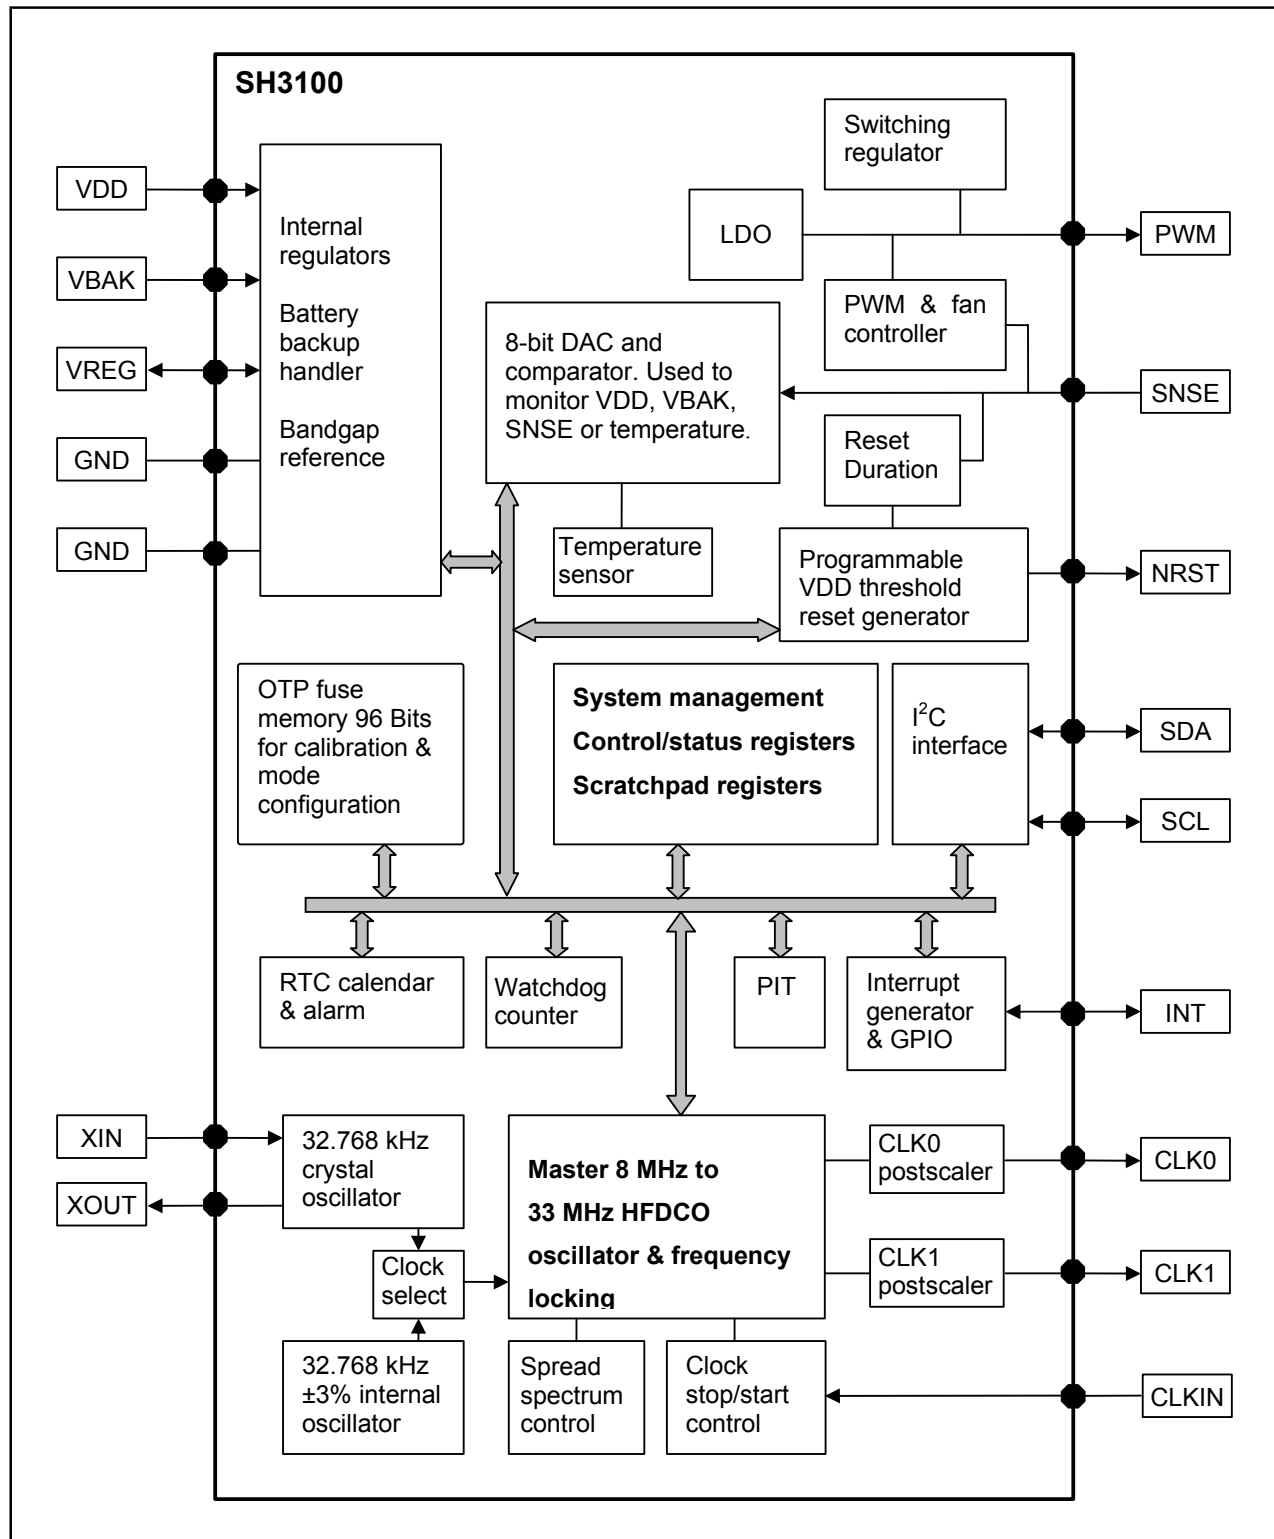 SH3100
Switching
regulator
VDD
LDO
PWM
Internal
regulators
VBAK
PWM & fan
controller
Battery
backup
handler
8-bit DAC and
comparator. Used to
monitor VDD, VBAK,
SNSE or temperature.
VREG
SNSE
Bandgap
reference
Reset
Duration
GND
GND
Temperature
sensor
Programmable
VDD threshold
reset generator
NRST
OTP fuse
memory 96 Bits
for calibration &
mode
configuration
System management
Control/status registers
Scratchpad registers
I²C
interface
SDA
SCL
RTC calendar
& alarm
Watchdog
counter
PIT
Interrupt
generator
& GPIO
INT
XIN
32.768 kHz
crystal
oscillator
XOUT
Master 8 MHz to
33 MHz HFDCO
oscillator & frequency
locking
CLK0
postscaler
CLK0
Clock
select
CLK1
postscaler
CLK1
32.768 kHz
±3% internal
oscillator
Spread
spectrum
control
Clock
stop/start
control
CLKIN